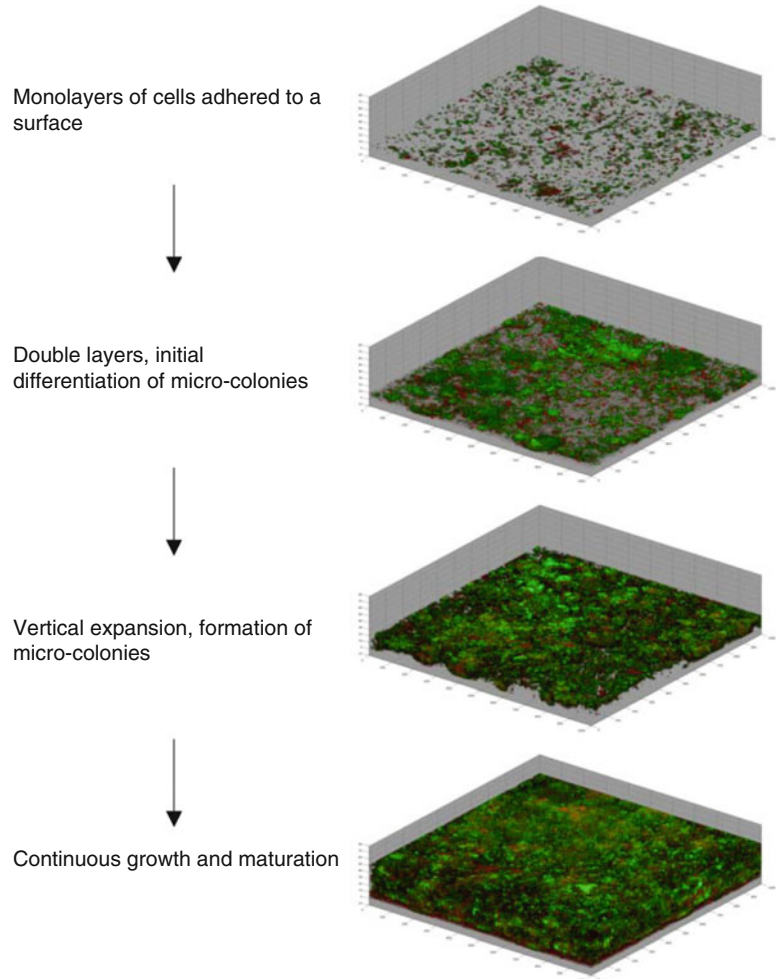 Monolayers of cells adhered to a
surface
Double layers, initial
differentiation of micro-colonies
Vertical expansion, formation of
micro-colonies
Continuous growth and maturation